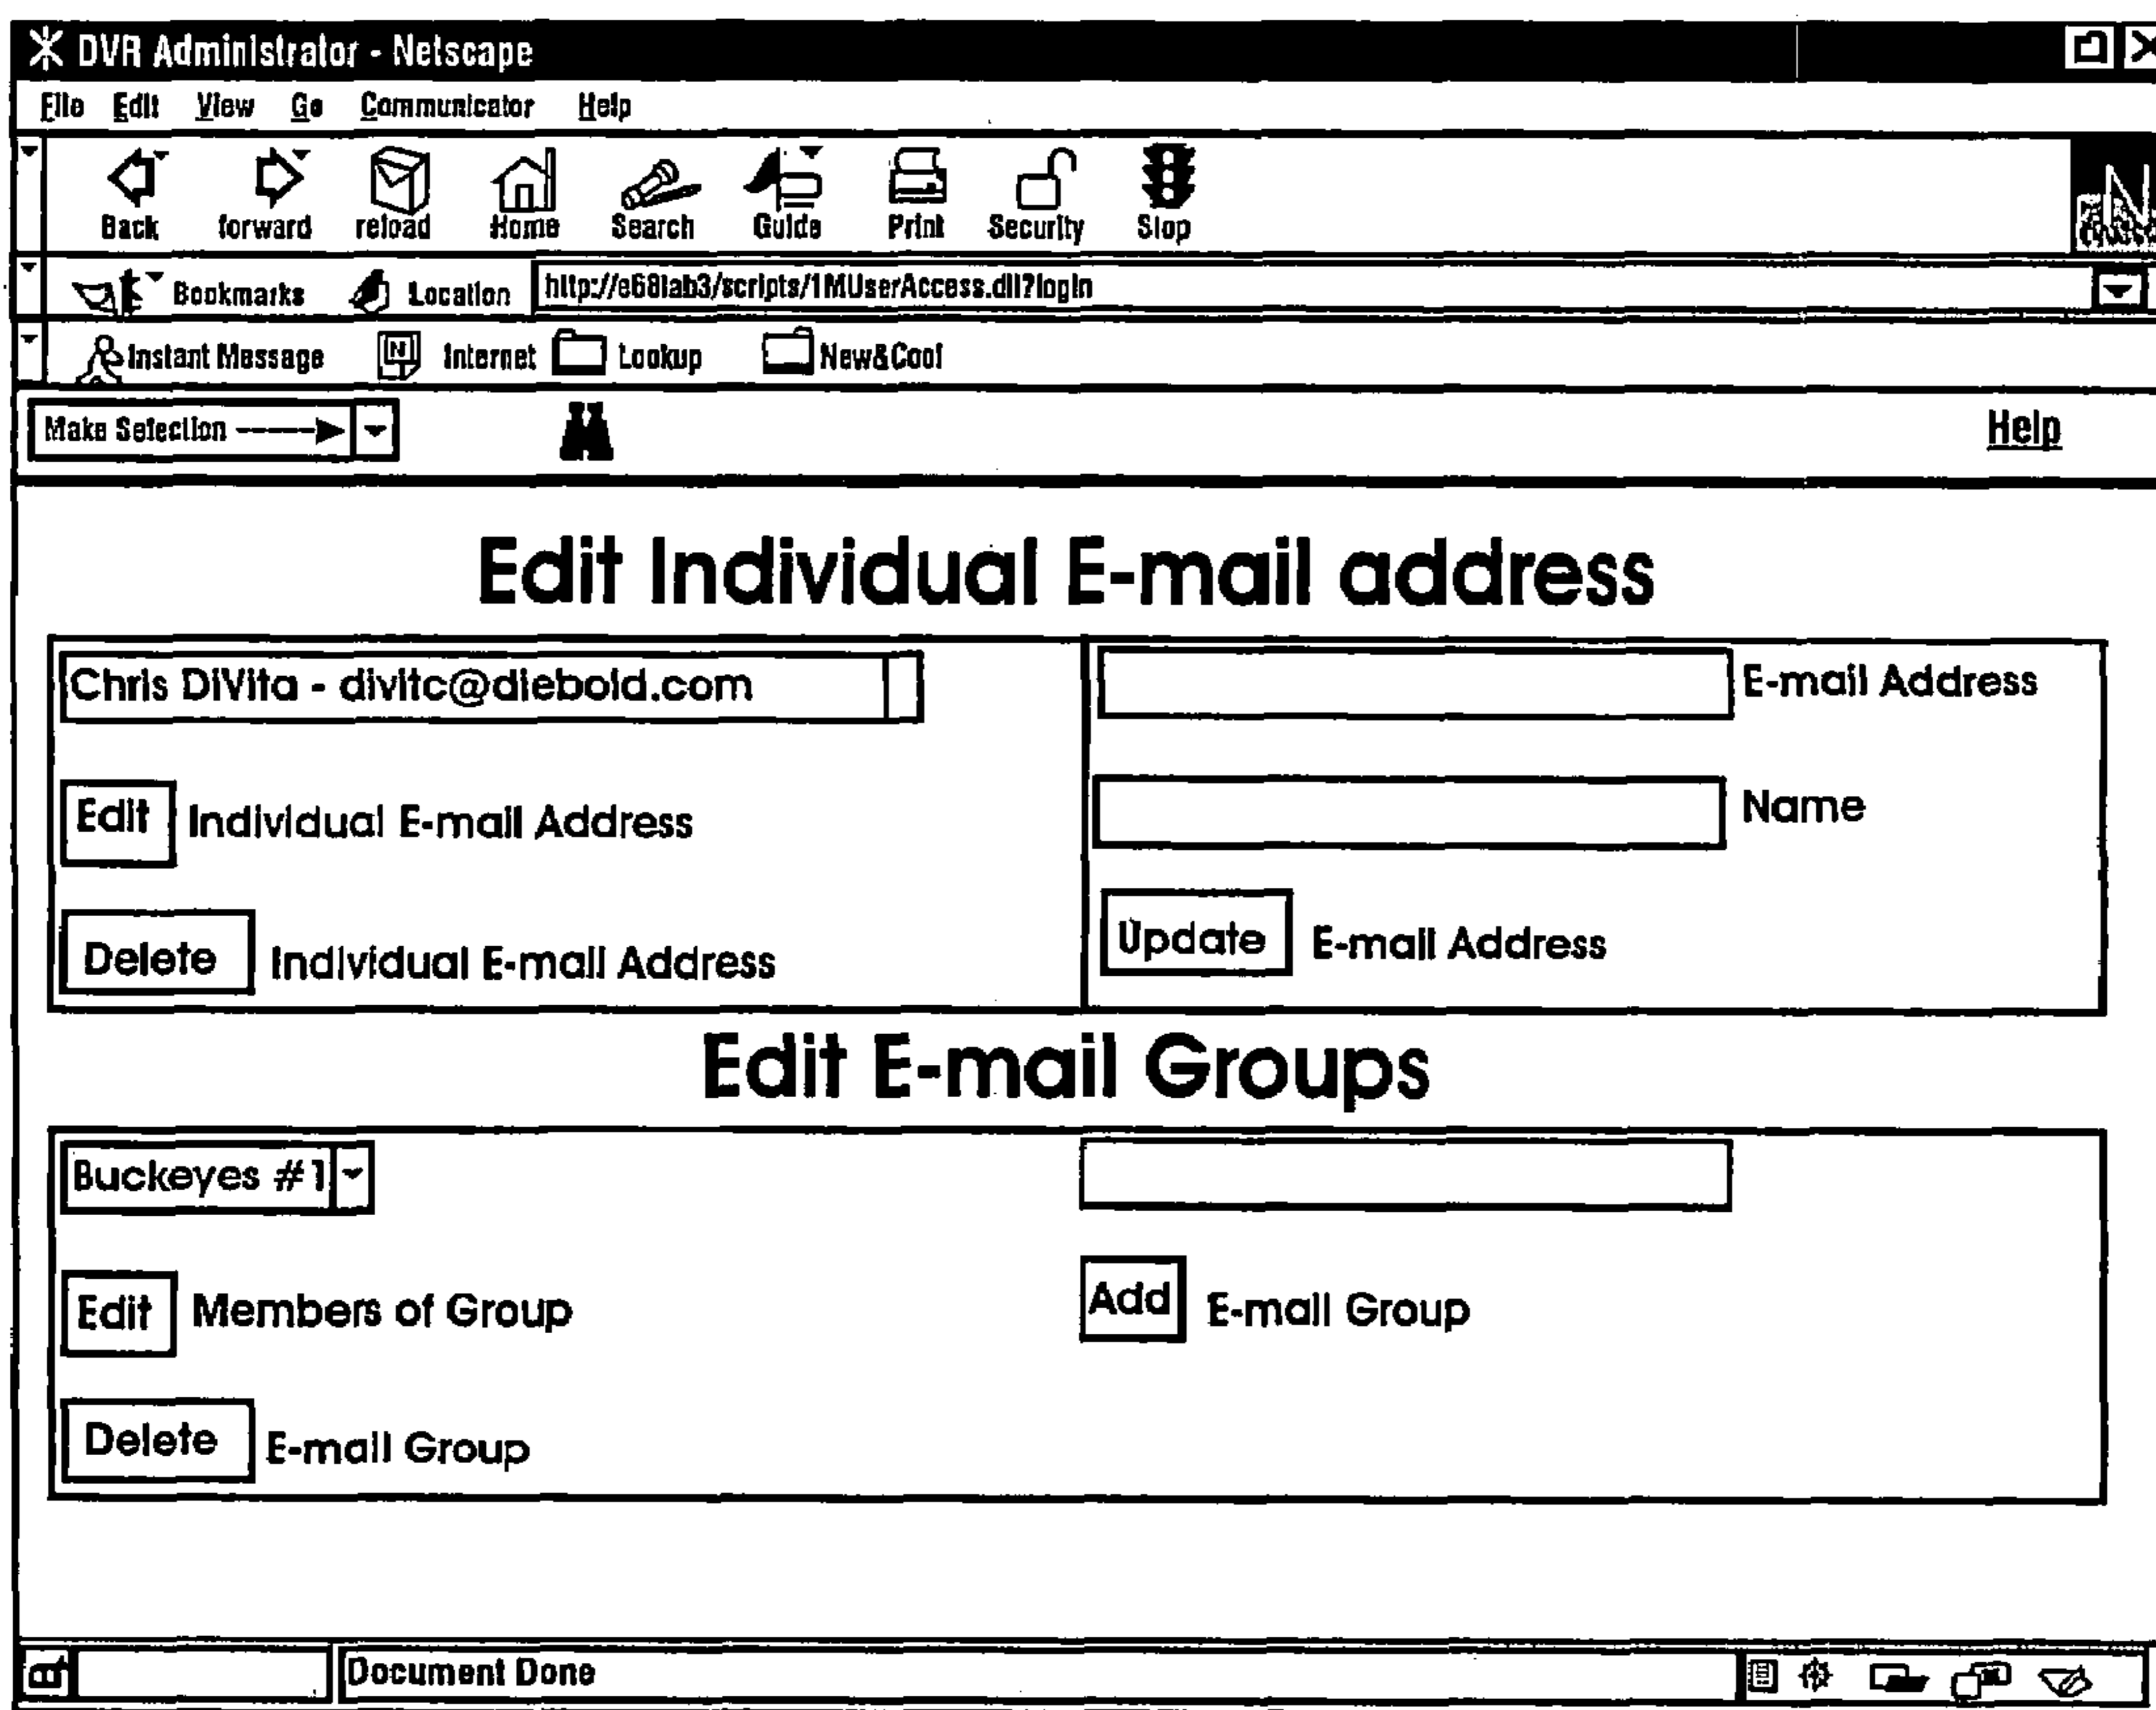 DVR Administrator - Netscape
File Edit View Go Communicator Help
Back forward reload Home Search Guide Print Security Stop
N
Bookmarks Location http://e68lab3/scripts/1MUserAccess.dll?login
Instant Message N Internet Lookup New&Cool
Make Selection Help
Edit Individual E-mail address
Chris DiVita - divitc@diebold.com E-mail Address
Edit Individual E-mail Address Name
Delete Individual E-mail Address Update E-mail Address
Edit E-mail Groups
Buckeyes #1
Edit Members of Group Add E-mail Group
Delete E-mail Group
Document Done